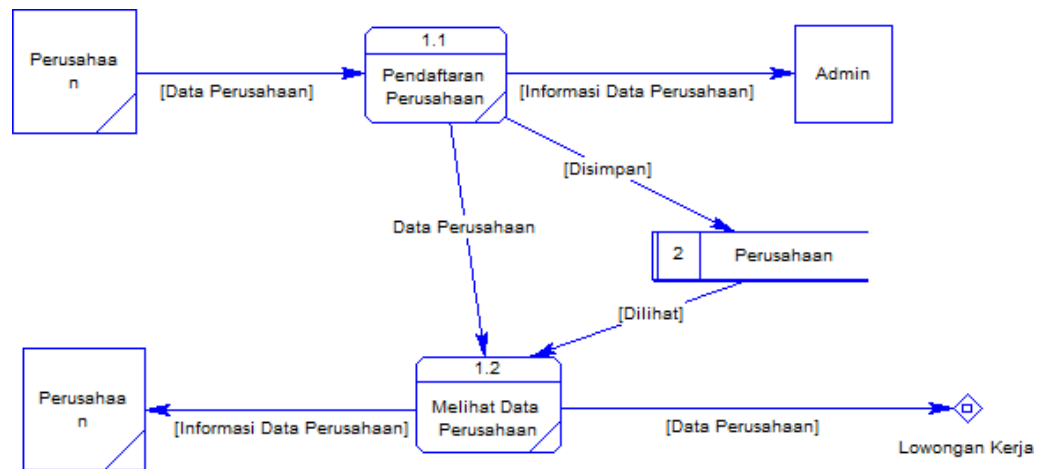 Perusahaa
n
[Data Perusahaan]
1.1
Pendaftaran
Perusahaan
[Informasi Data Perusahaan]
Admin
[Disimpan]
Data Perusahaan
2
Perusahaan
[Dilihat]
Perusahaa
n
[Informasi Data Perusahaan]
1.2
Melihat Data
Perusahaan
[Data Perusahaan]
Lowongan Kerja